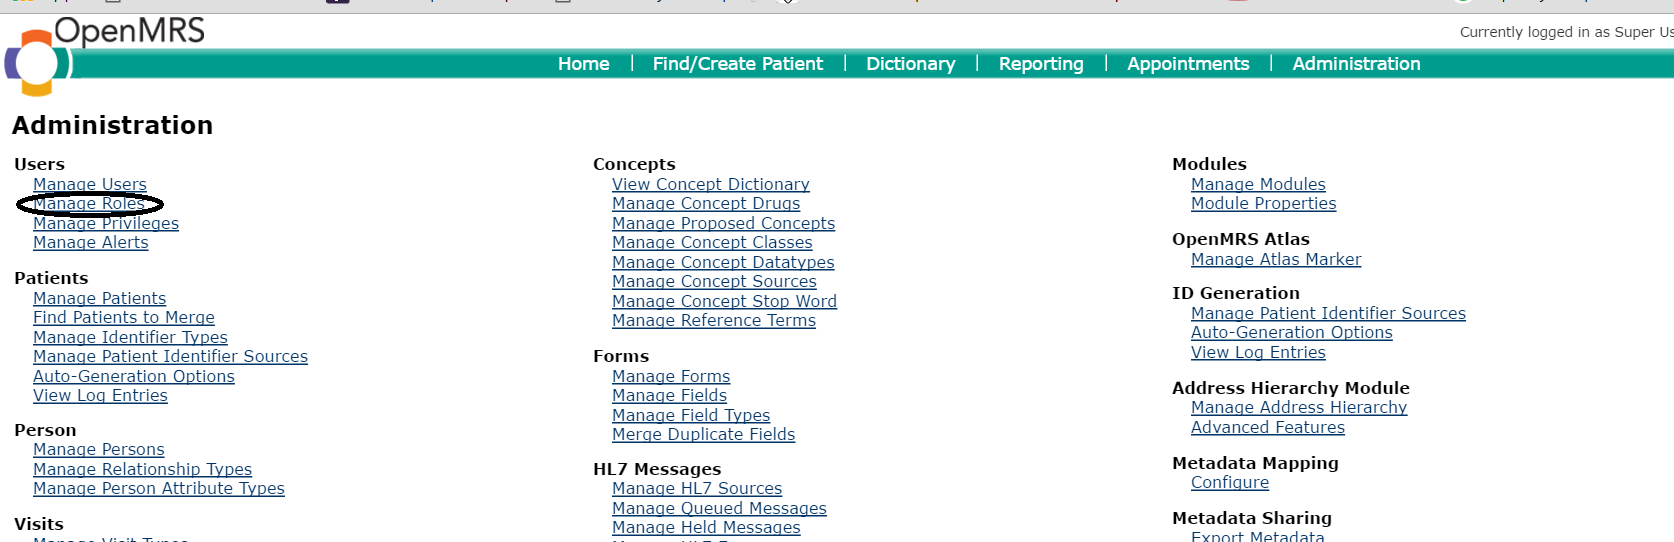 OpenMRS
Currently logged in as Super Us
Home | Find/Create Patient | Dictionary | Reporting | Appointments | Administration
Administration
Users
Manage Users
Manage Roles
Manage Privileges
Manage Alerts
Patients
Manage Patients
Find Patients to Merge
Manage Identifier Types
Manage Patient Identifier Sources
Auto-Generation Options
View Log Entries
Person
Manage Persons
Manage Relationship Types
Manage Person Attribute Types
Visits
Manage Visit Types
Concepts
View Concept Dictionary
Manage Concept Drugs
Manage Proposed Concepts
Manage Concept Classes
Manage Concept Datatypes
Manage Concept Sources
Manage Concept Stop Word
Manage Reference Terms
Forms
Manage Forms
Manage Fields
Manage Field Types
Merge Duplicate Fields
HL7 Messages
Manage HL7 Sources
Manage Queued Messages
Manage Held Messages
Modules
Manage Modules
Module Properties
OpenMRS Atlas
Manage Atlas Marker
ID Generation
Manage Patient Identifier Sources
Auto-Generation Options
View Log Entries
Address Hierarchy Module
Manage Address Hierarchy
Advanced Features
Metadata Mapping
Configure
Metadata Sharing
Export Metadata